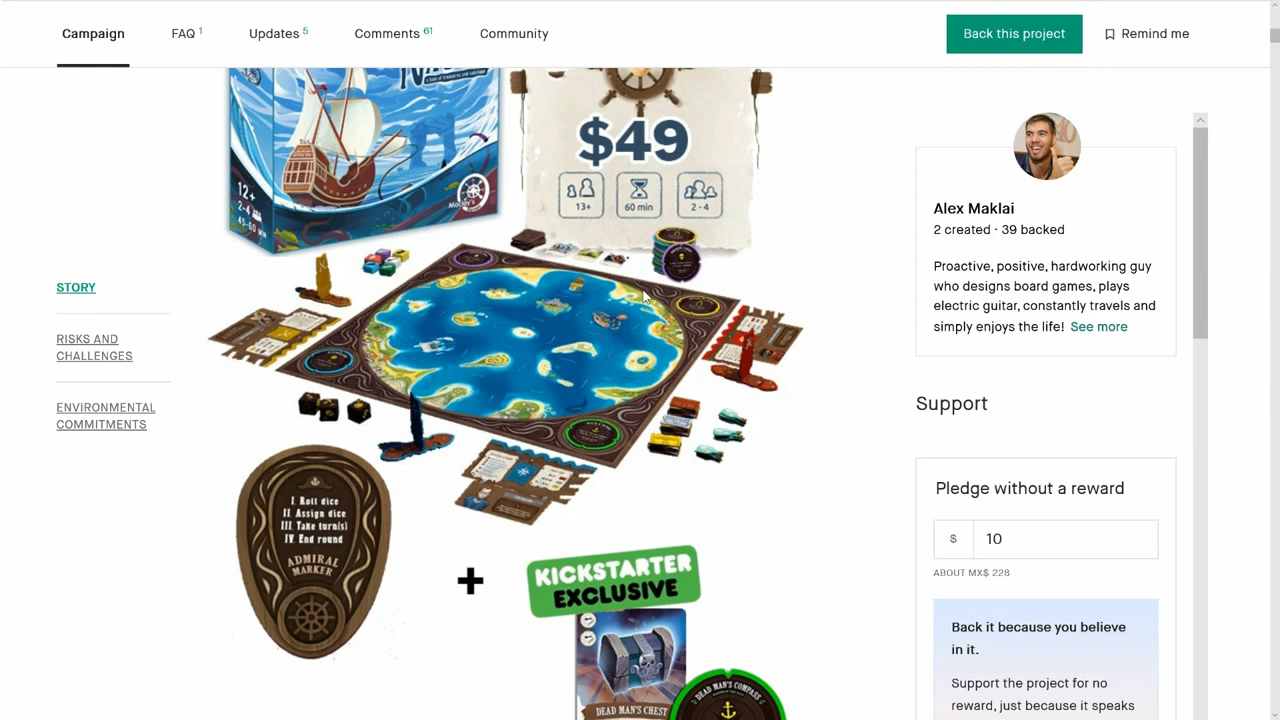 Campaign
FAQ 1
Updates 5
Comments 61
Community
Back this project
Remind me
$49
12+
2-4
45-60 MIN
13+
60 min
2 - 4
STORY
RISKS AND
CHALLENGES
ENVIRONMENTAL
COMMITMENTS
I. Roll dice
II. Assign dice
III. Take turn(s)
IV. End round
ADMIRAL
MARKER
+
KICKSTARTER
EXCLUSIVE
DEAD MAN'S CHEST
DEAD MAN'S COMPASS
Alex Maklai
2 created · 39 backed
Proactive, positive, hardworking guy
who designs board games, plays
electric guitar, constantly travels and
simply enjoys the life! See more
Support
Pledge without a reward
$ 10
ABOUT MX$ 228
Back it because you believe
in it.
Support the project for no
reward, just because it speaks